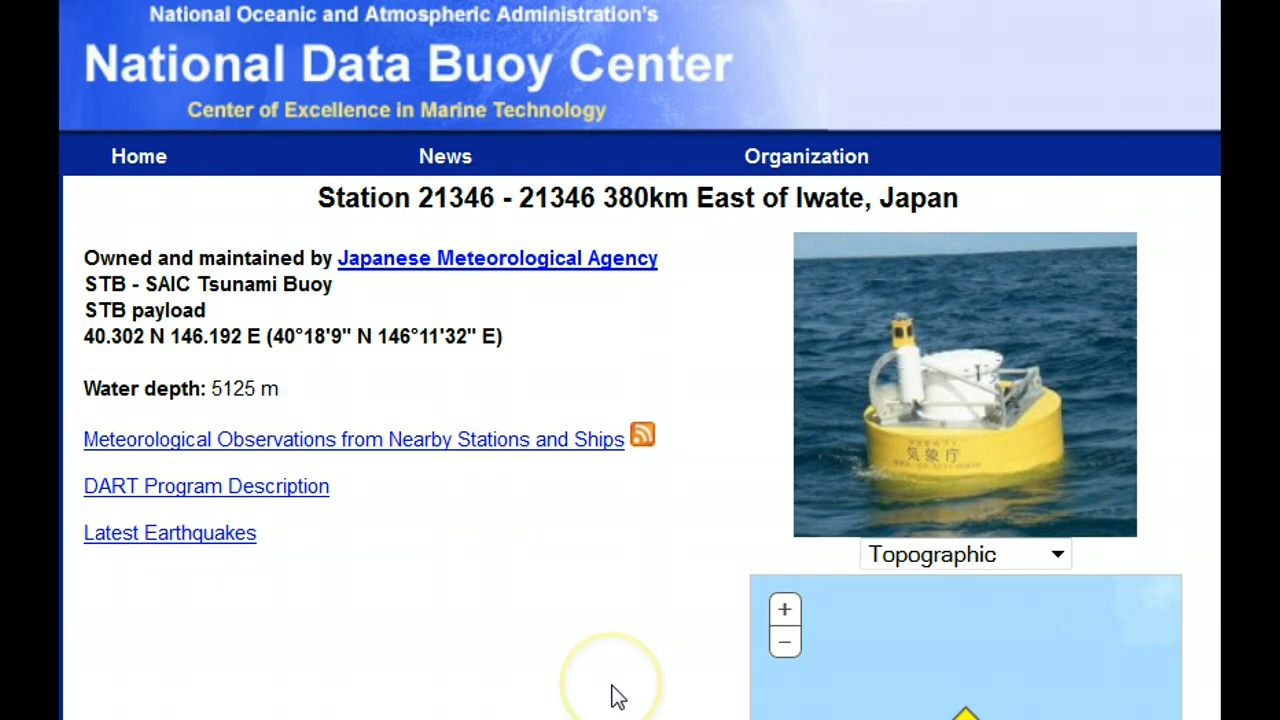 National Oceanic and Atmospheric Administration's
National Data Buoy Center
Center of Excellence in Marine Technology
Home News Organization
Station 21346 - 21346 380km East of Iwate, Japan
Owned and maintained by Japanese Meteorological Agency
STB - SAIC Tsunami Buoy
STB payload
40.302 N 146.192 E (40°18'9" N 146°11'32" E)
Water depth: 5125 m
Meteorological Observations from Nearby Stations and Ships
DART Program Description
Latest Earthquakes
気象庁
Topographic
+
−